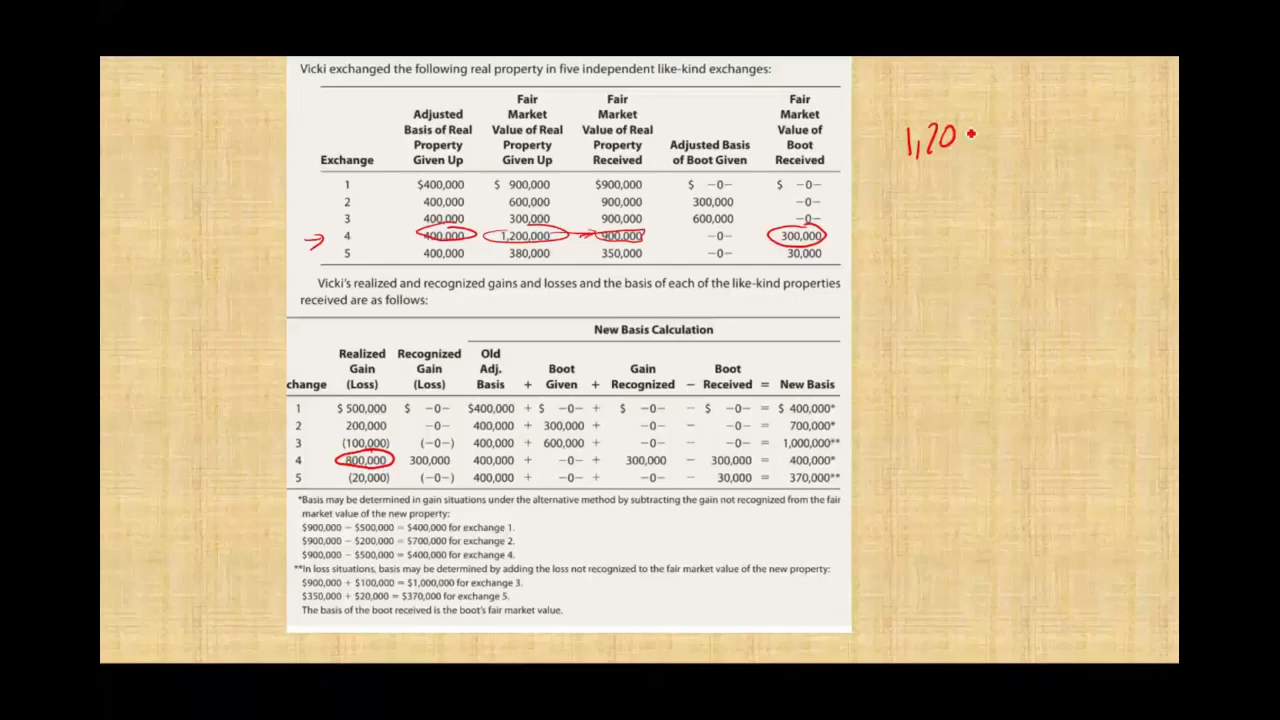 Vicki exchanged the following real property in five independent like-kind exchanges:
Fair Fair Fair
Adjusted Market Market Market
Basis of Real Value of Real Value of Real Value of
Property Property Property Adjusted Basis Boot
Exchange Given Up Given Up Received of Boot Given Received
1 $400,000 $ 900,000 $900,000 $ –0– $ –0–
2 400,000 600,000 900,000 300,000 –0–
3 400,000 300,000 900,000 600,000 –0–
4 400,000 1,200,000 900,000 –0– 300,000
5 400,000 380,000 350,000 –0– 30,000
1,20
Vicki's realized and recognized gains and losses and the basis of each of the like-kind properties
received are as follows:
New Basis Calculation
Realized Recognized Old
Gain Gain Adj. Boot Gain Boot
change (Loss) (Loss) Basis + Given + Recognized – Received = New Basis
1 $ 500,000 $ –0– $400,000 + $ –0– + $ –0– – $ –0– = $ 400,000*
2 200,000 –0– 400,000 + 300,000 + –0– – –0– = 700,000*
3 (100,000) (–0–) 400,000 + 600,000 + –0– – –0– = 1,000,000**
4 800,000 300,000 400,000 + –0– + 300,000 – 300,000 = 400,000*
5 (20,000) (–0–) 400,000 + –0– + –0– – 30,000 = 370,000**
*Basis may be determined in gain situations under the alternative method by subtracting the gain not recognized from the fair
market value of the new property:
$900,000 – $500,000 = $400,000 for exchange 1.
$900,000 – $200,000 = $700,000 for exchange 2.
$900,000 – $500,000 = $400,000 for exchange 4.
**In loss situations, basis may be determined by adding the loss not recognized to the fair market value of the new property:
$900,000 + $100,000 = $1,000,000 for exchange 3.
$350,000 + $20,000 = $370,000 for exchange 5.
The basis of the boot received is the boot's fair market value.